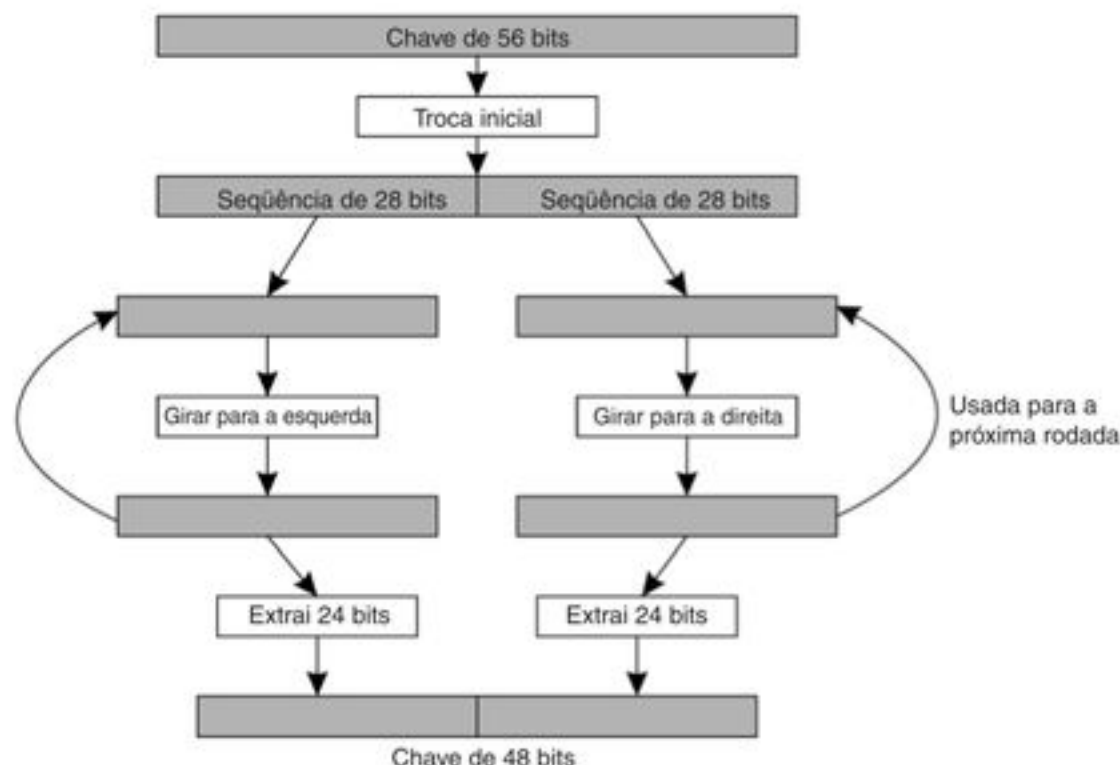 Chave de 56 bits
Troca inicial
Seqüência de 28 bits
Seqüência de 28 bits
Girar para a esquerda
Girar para a direita
Usada para a
próxima rodada
Extrai 24 bits
Extrai 24 bits
Chave de 48 bits